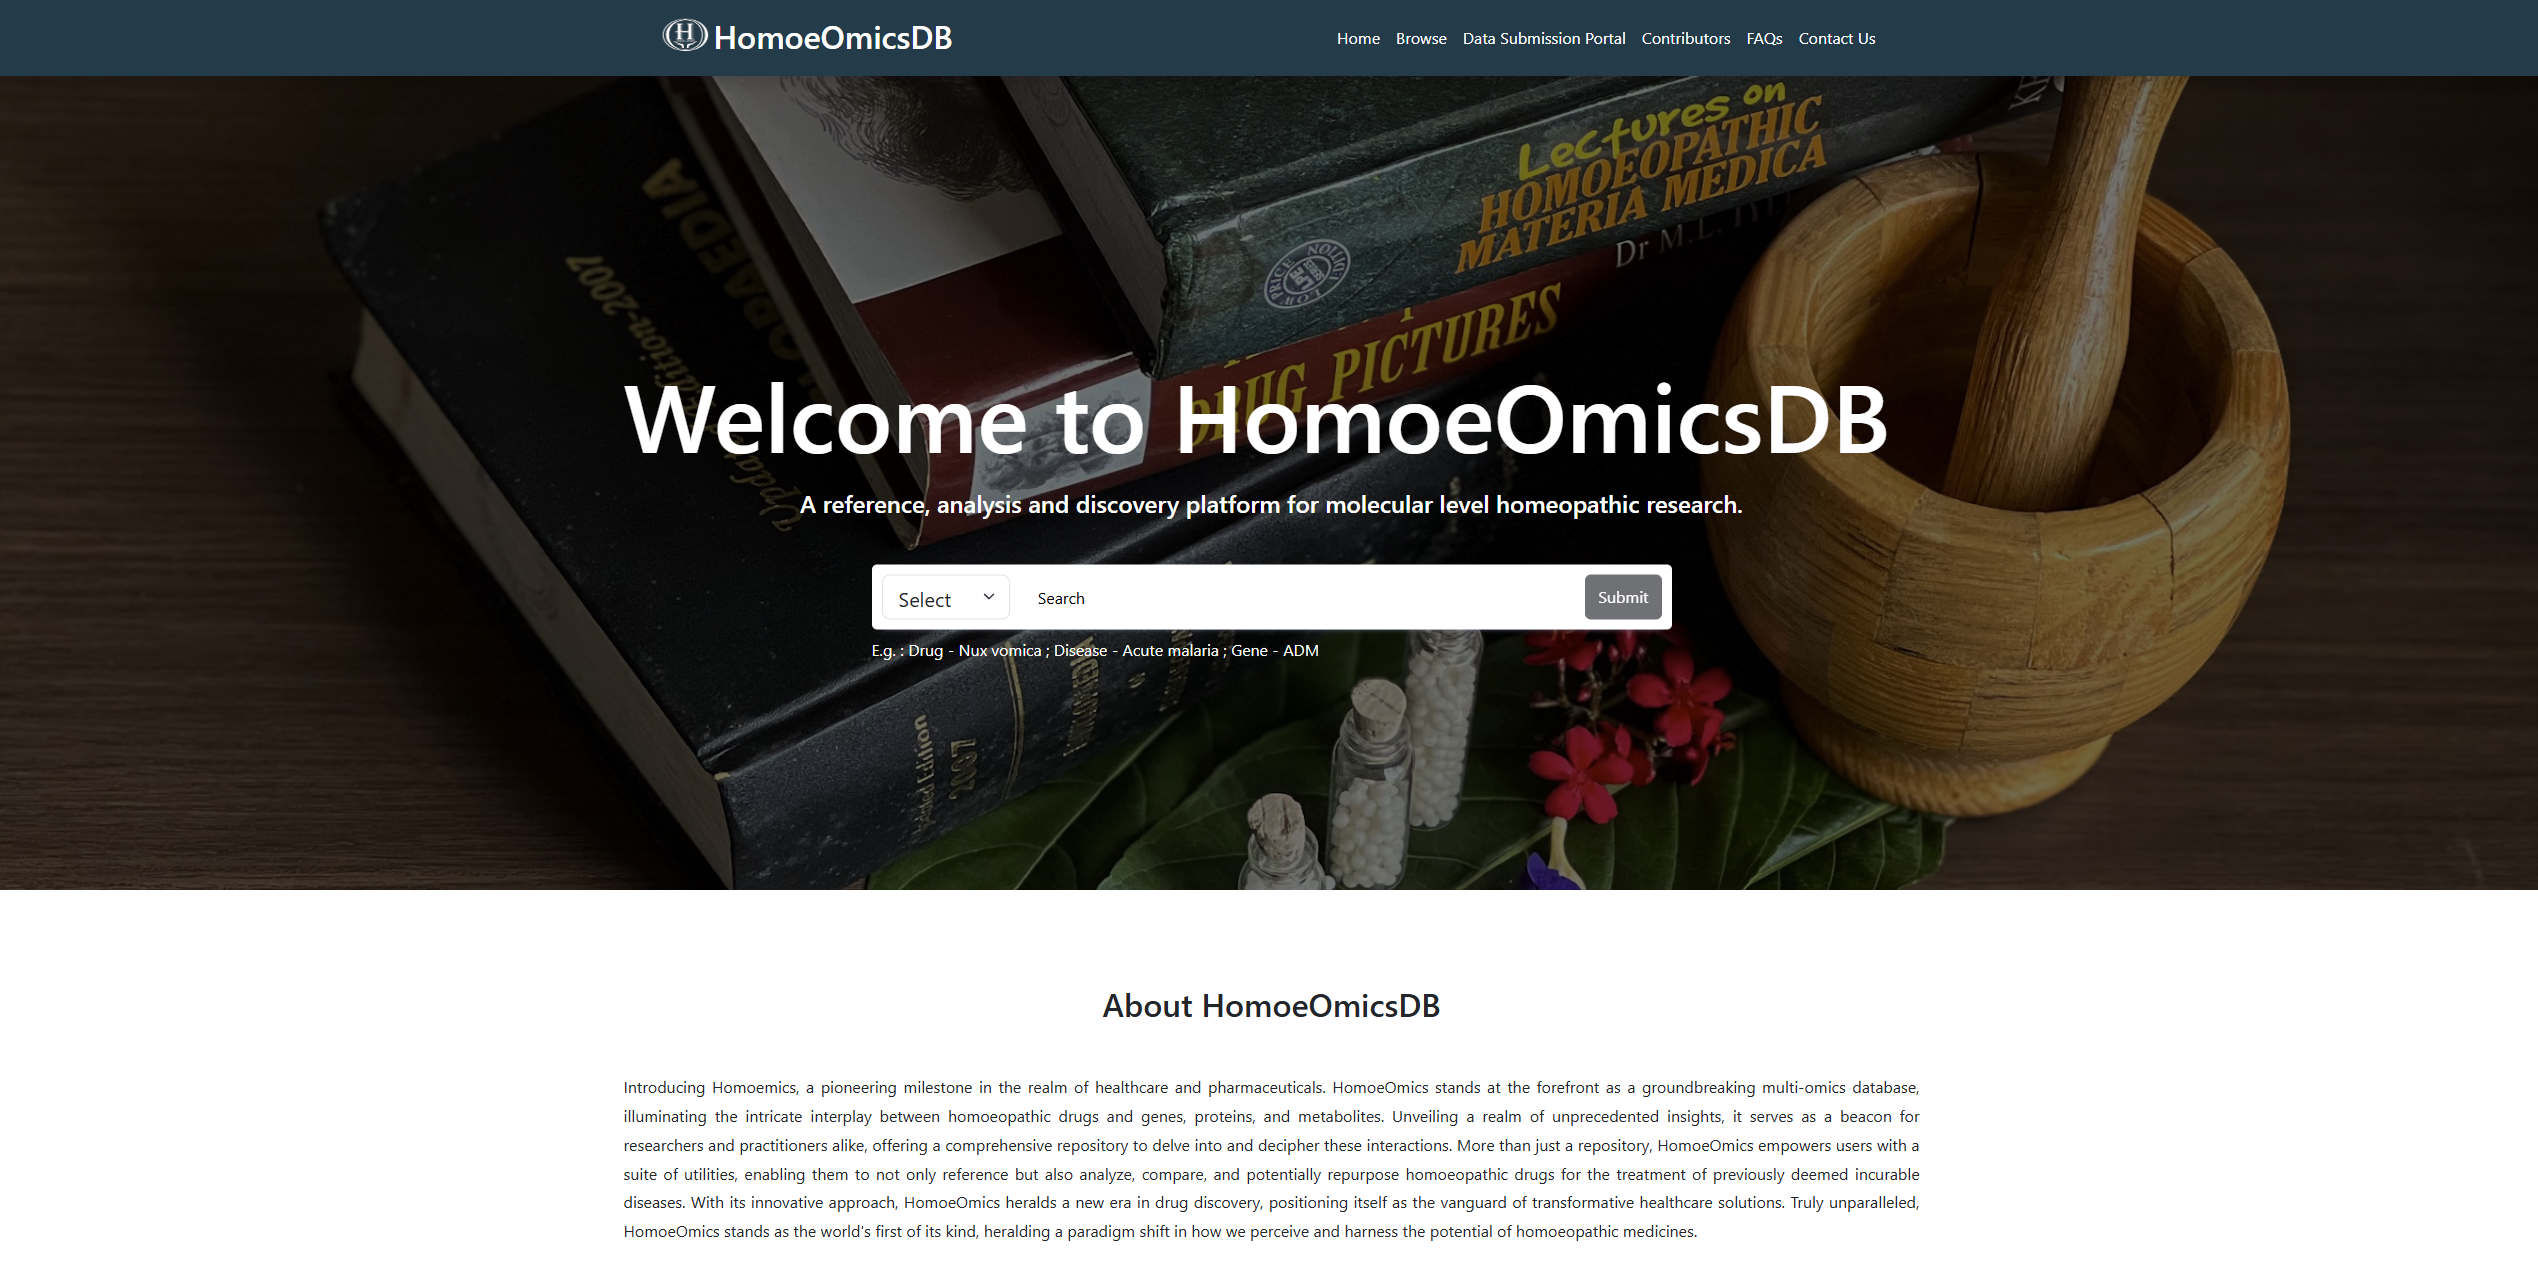 HomoeOmicsDB
Home Browse Data Submission Portal Contributors FAQs Contact Us
Lectures on
HOMOEOPATHIC
MATERIA MEDICA
Dr M.L.
LOW PRICE
EDITION
DRUG PICTURES
Edition-2007
Welcome to HomoeOmicsDB
A reference, analysis and discovery platform for molecular level homeopathic research.
Select Search Submit
E.g. : Drug - Nux vomica ; Disease - Acute malaria ; Gene - ADM
Edition
2007
About HomoeOmicsDB
Introducing Homoemics, a pioneering milestone in the realm of healthcare and pharmaceuticals. HomoeOmics stands at the forefront as a groundbreaking multi-omics database,
illuminating the intricate interplay between homoeopathic drugs and genes, proteins, and metabolites. Unveiling a realm of unprecedented insights, it serves as a beacon for
researchers and practitioners alike, offering a comprehensive repository to delve into and decipher these interactions. More than just a repository, HomoeOmics empowers users with a
suite of utilities, enabling them to not only reference but also analyze, compare, and potentially repurpose homoeopathic drugs for the treatment of previously deemed incurable
diseases. With its innovative approach, HomoeOmics heralds a new era in drug discovery, positioning itself as the vanguard of transformative healthcare solutions. Truly unparalleled,
HomoeOmics stands as the world's first of its kind, heralding a paradigm shift in how we perceive and harness the potential of homoeopathic medicines.